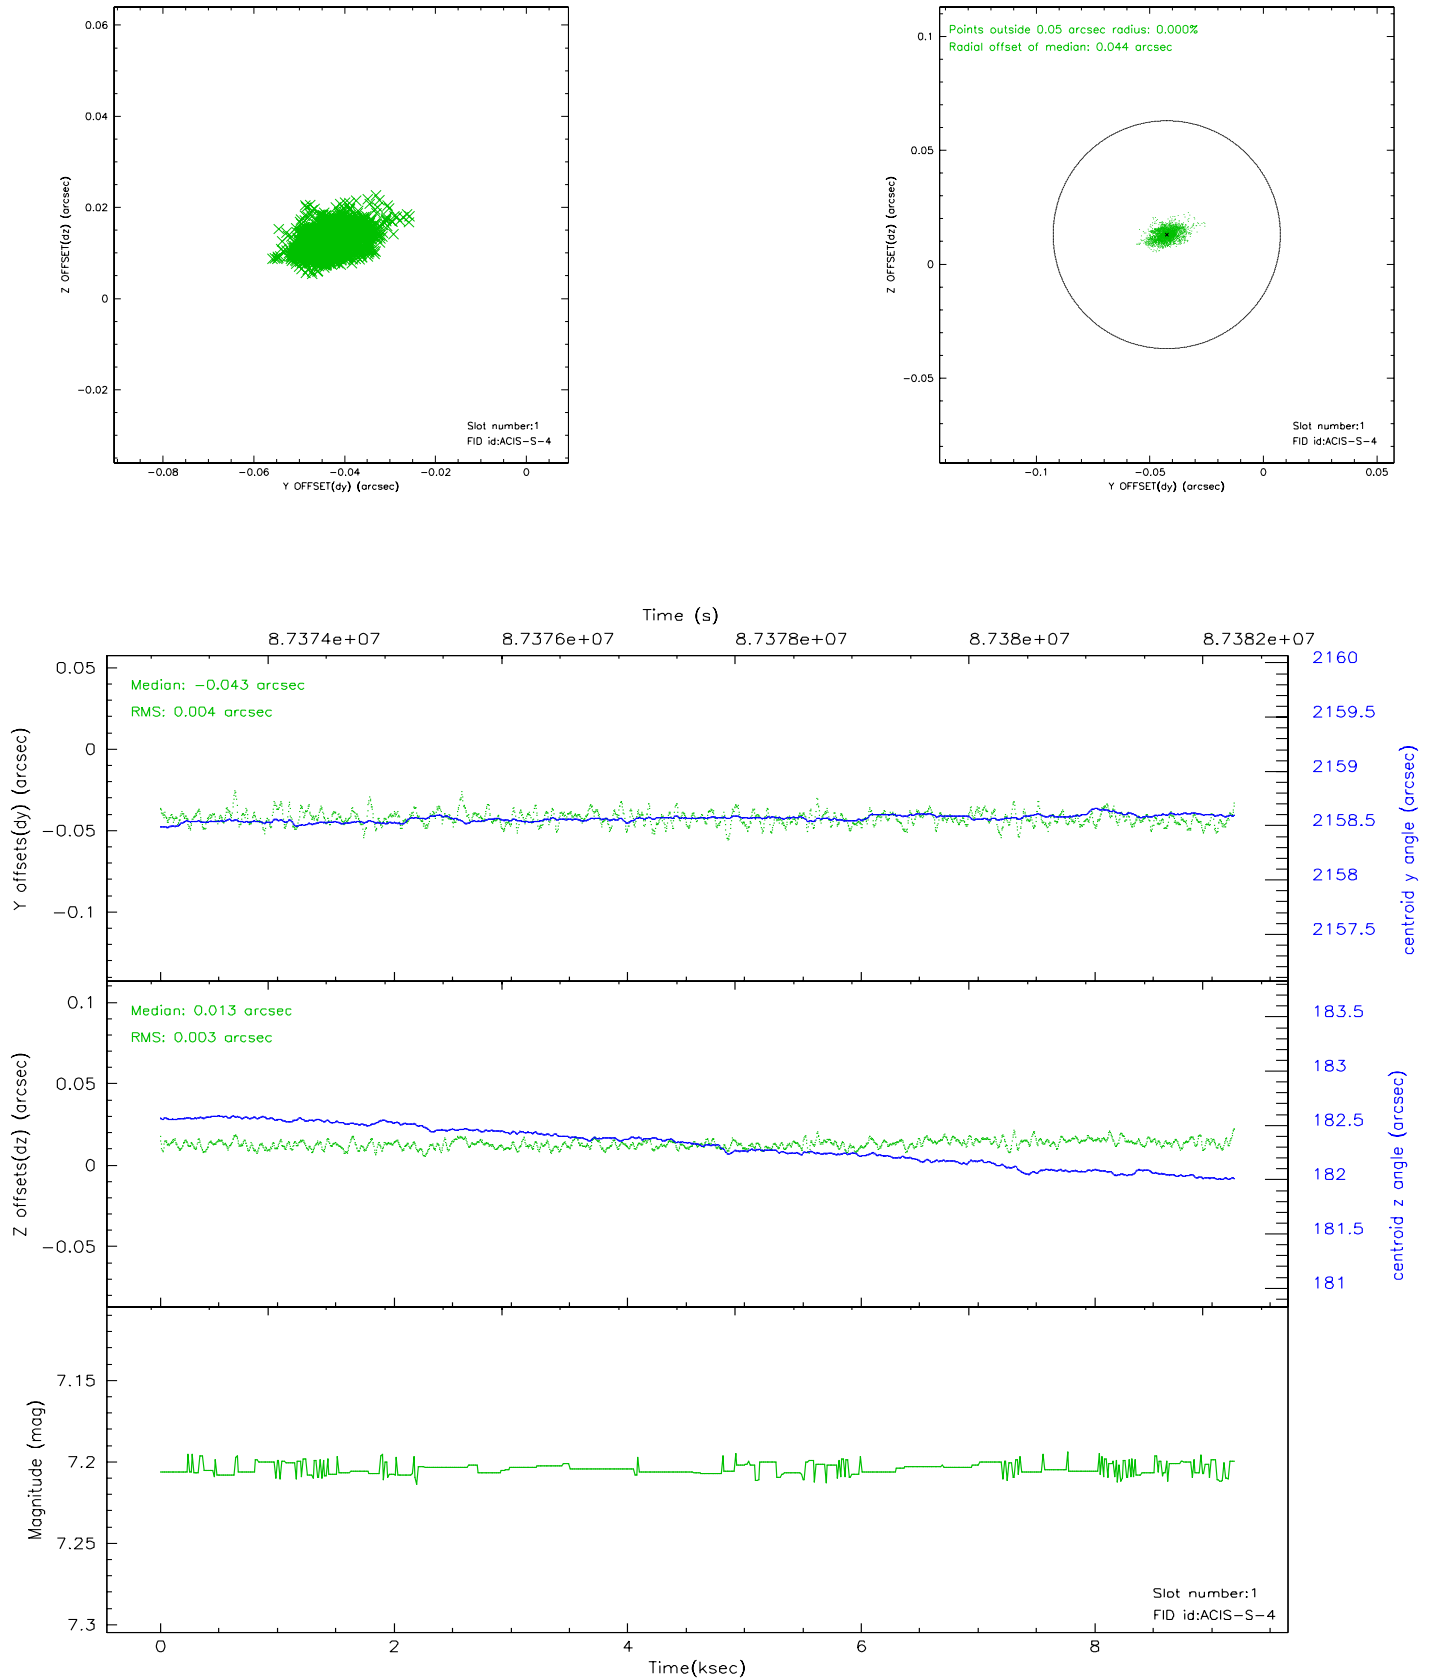 0.06
0.04
0.02
0
−0.02
Z OFFSET(dz) (arcsec)
Slot number:1
FID id:ACIS−S−4
−0.08
−0.06
−0.04
−0.02
0
Y OFFSET(dy) (arcsec)
Points outside 0.05 arcsec radius: 0.000%
Radial offset of median: 0.044 arcsec
0.1
0.05
0
−0.05
Z OFFSET(dz) (arcsec)
Slot number:1
FID id:ACIS−S−4
−0.1
−0.05
0
0.05
Y OFFSET(dy) (arcsec)
Time (s)
8.7374e+07
8.7376e+07
8.7378e+07
8.738e+07
8.7382e+07
Median: −0.043 arcsec
RMS: 0.004 arcsec
0.05
0
−0.05
−0.1
Y offsets(dy) (arcsec)
2160
2159.5
2159
2158.5
2158
2157.5
centroid y angle (arcsec)
Median: 0.013 arcsec
RMS: 0.003 arcsec
0.1
0.05
0
−0.05
Z offsets(dz) (arcsec)
183.5
183
182.5
182
181.5
181
centroid z angle (arcsec)
7.15
7.2
7.25
7.3
Magnitude (mag)
Slot number:1
FID id:ACIS−S−4
0
2
4
6
8
Time(ksec)